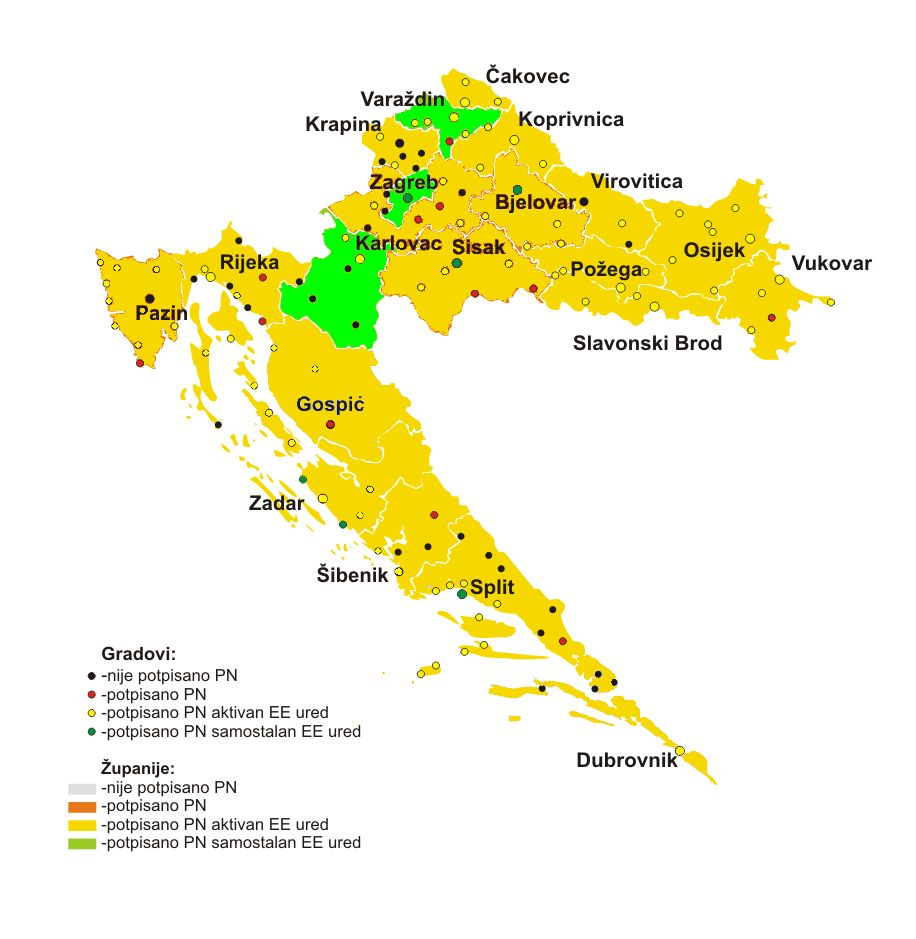 Čakovec
Varaždin
Koprivnica
Krapina
Zagreb
Virovitica
Bjelovar
Karlovac
Sisak
Osijek
Rijeka
Požega
Vukovar
Pazin
Slavonski Brod
Gospić
Zadar
Šibenik
Split
Gradovi:
-nije potpisano PN
-potpisano PN
-potpisano PN aktivan EE ured
-potpisano PN samostalan EE ured
Dubrovnik
Županije:
-nije potpisano PN
-potpisano PN
-potpisano PN aktivan EE ured
-potpisano PN samostalan EE ured